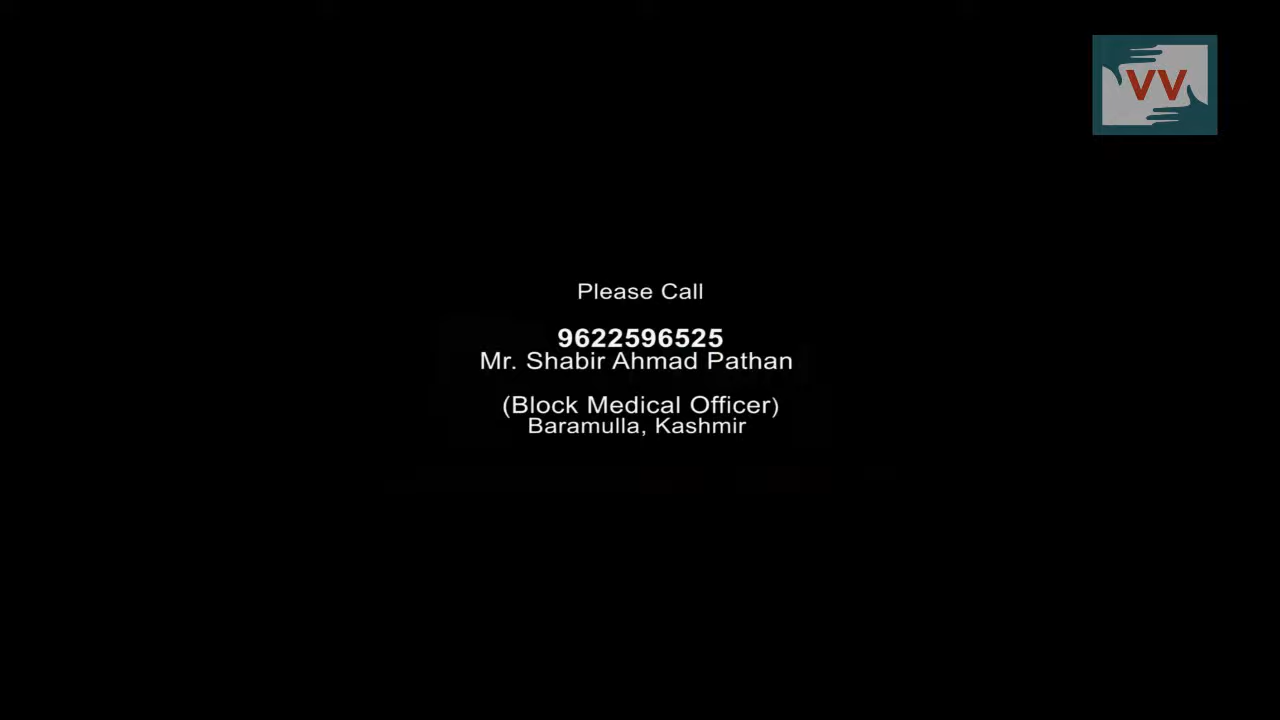 VV
Please Call
9622596525
Mr. Shabir Ahmad Pathan
(Block Medical Officer)
Baramulla, Kashmir